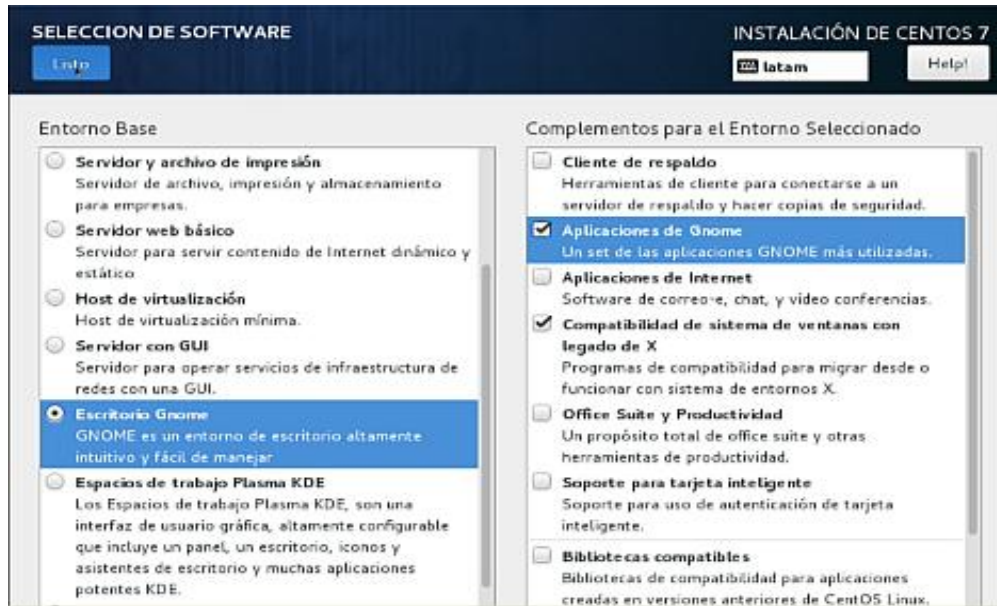 SELECCION DE SOFTWARE
Listo
INSTALACIÓN DE CENTOS 7
latam
Help!
Entorno Base
Servidor y archivo de impresión
Servidor de archivo, impresión y almacenamiento
para empresas.
Servidor web básico
Servidor para servir contenido de Internet dinámico y
estático
Host de virtualización
Host de virtualización mínima.
Servidor con GUI
Servidor para operar servicios de infraestructura de
redes con una GUI.
Escritorio Gnome
GNOME es un entorno de escritorio altamente
intuitivo y fácil de manejar
Espacios de trabajo Plasma KDE
Los Espacios de trabajo Plasma KDE, son una
interfaz de usuario gráfica, altamente configurable
que incluye un panel, un escritorio, iconos y
asistentes de escritorio y muchas aplicaciones
potentes KDE.
Complementos para el Entorno Seleccionado
Cliente de respaldo
Herramientas de cliente para conectarse a un
servidor de respaldo y hacer copias de seguridad.
Aplicaciones de Gnome
Un set de las aplicaciones GNOME más utilizadas.
Aplicaciones de Internet
Software de correo-e, chat, y video conferencias.
Compatibilidad de sistema de ventanas con
legado de X
Programas de compatibilidad para migrar desde o
funcionar con sistema de entornos X.
Office Suite y Productividad
Un propósito total de office suite y otras
herramientas de productividad.
Soporte para tarjeta inteligente
Soporte para uso de autenticación de tarjeta
inteligente.
Bibliotecas compatibles
Bibliotecas de compatibilidad para aplicaciones
creadas en versiones anteriores de CentOS Linux.